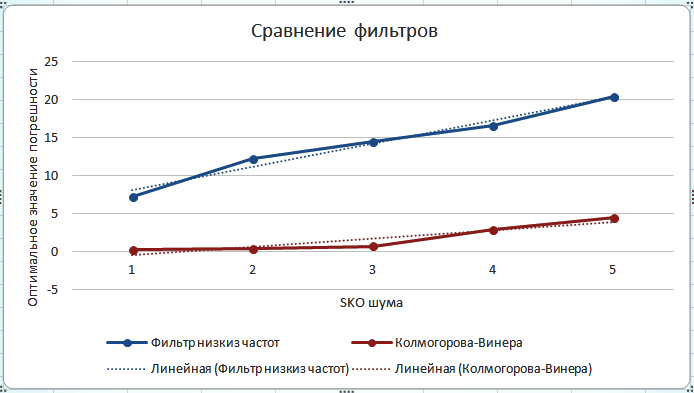 Сравнение фильтров
Оптимальное значение погрешности
25
20
15
10
5
0
-5
1 2 3 4 5
SKO шума
Фильтр низкиз частот Колмогорова-Винера
Линейная (Фильтр низкиз частот) Линейная (Колмогорова-Винера)